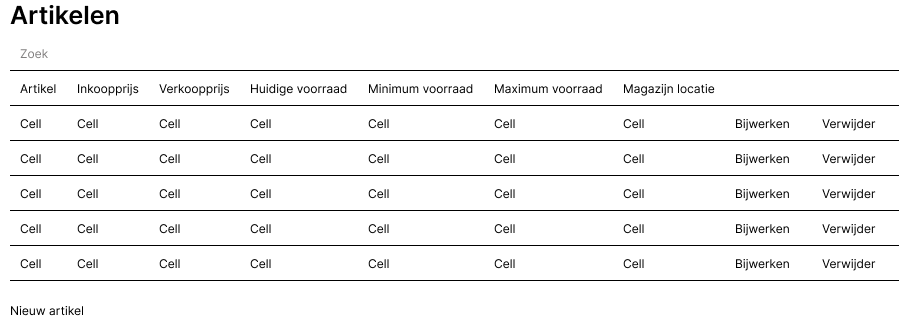 Artikelen
Zoek
Artikel Inkoopprijs Verkoopprijs Huidige voorraad Minimum voorraad Maximum voorraad Magazijn locatie
Cell Cell Cell Cell Cell Cell Cell Bijwerken Verwijder
Cell Cell Cell Cell Cell Cell Cell Bijwerken Verwijder
Cell Cell Cell Cell Cell Cell Cell Bijwerken Verwijder
Cell Cell Cell Cell Cell Cell Cell Bijwerken Verwijder
Cell Cell Cell Cell Cell Cell Cell Bijwerken Verwijder
Nieuw artikel